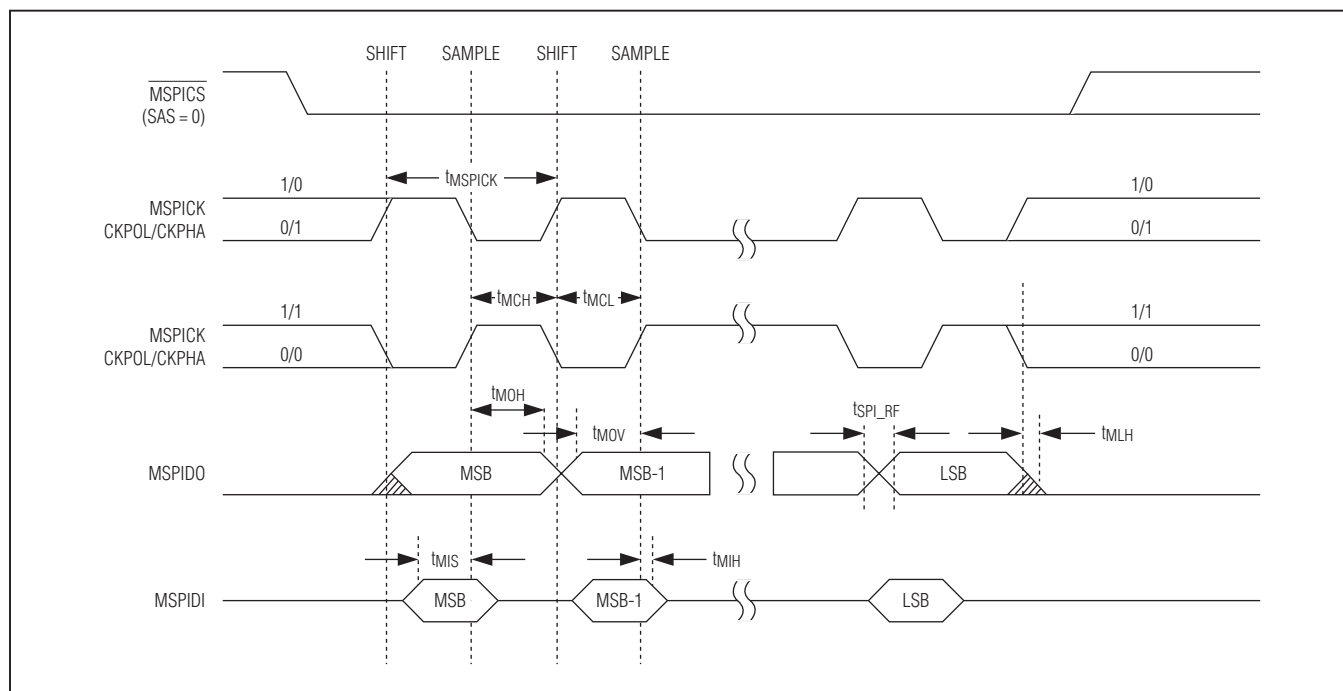 SHIFT SAMPLE SHIFT SAMPLE
MSPICS
(SAS = 0)
tMSPICK
1/0 1/0
MSPICK
CKPOL/CKPHA
0/1 0/1
tMCH tMCL
1/1 1/1
MSPICK
CKPOL/CKPHA
0/0 0/0
tMOH
tSPI_RF
tMOV tMLH
MSPIDO MSB MSB-1 LSB
tMIS tMIH
MSPIDI MSB MSB-1 LSB